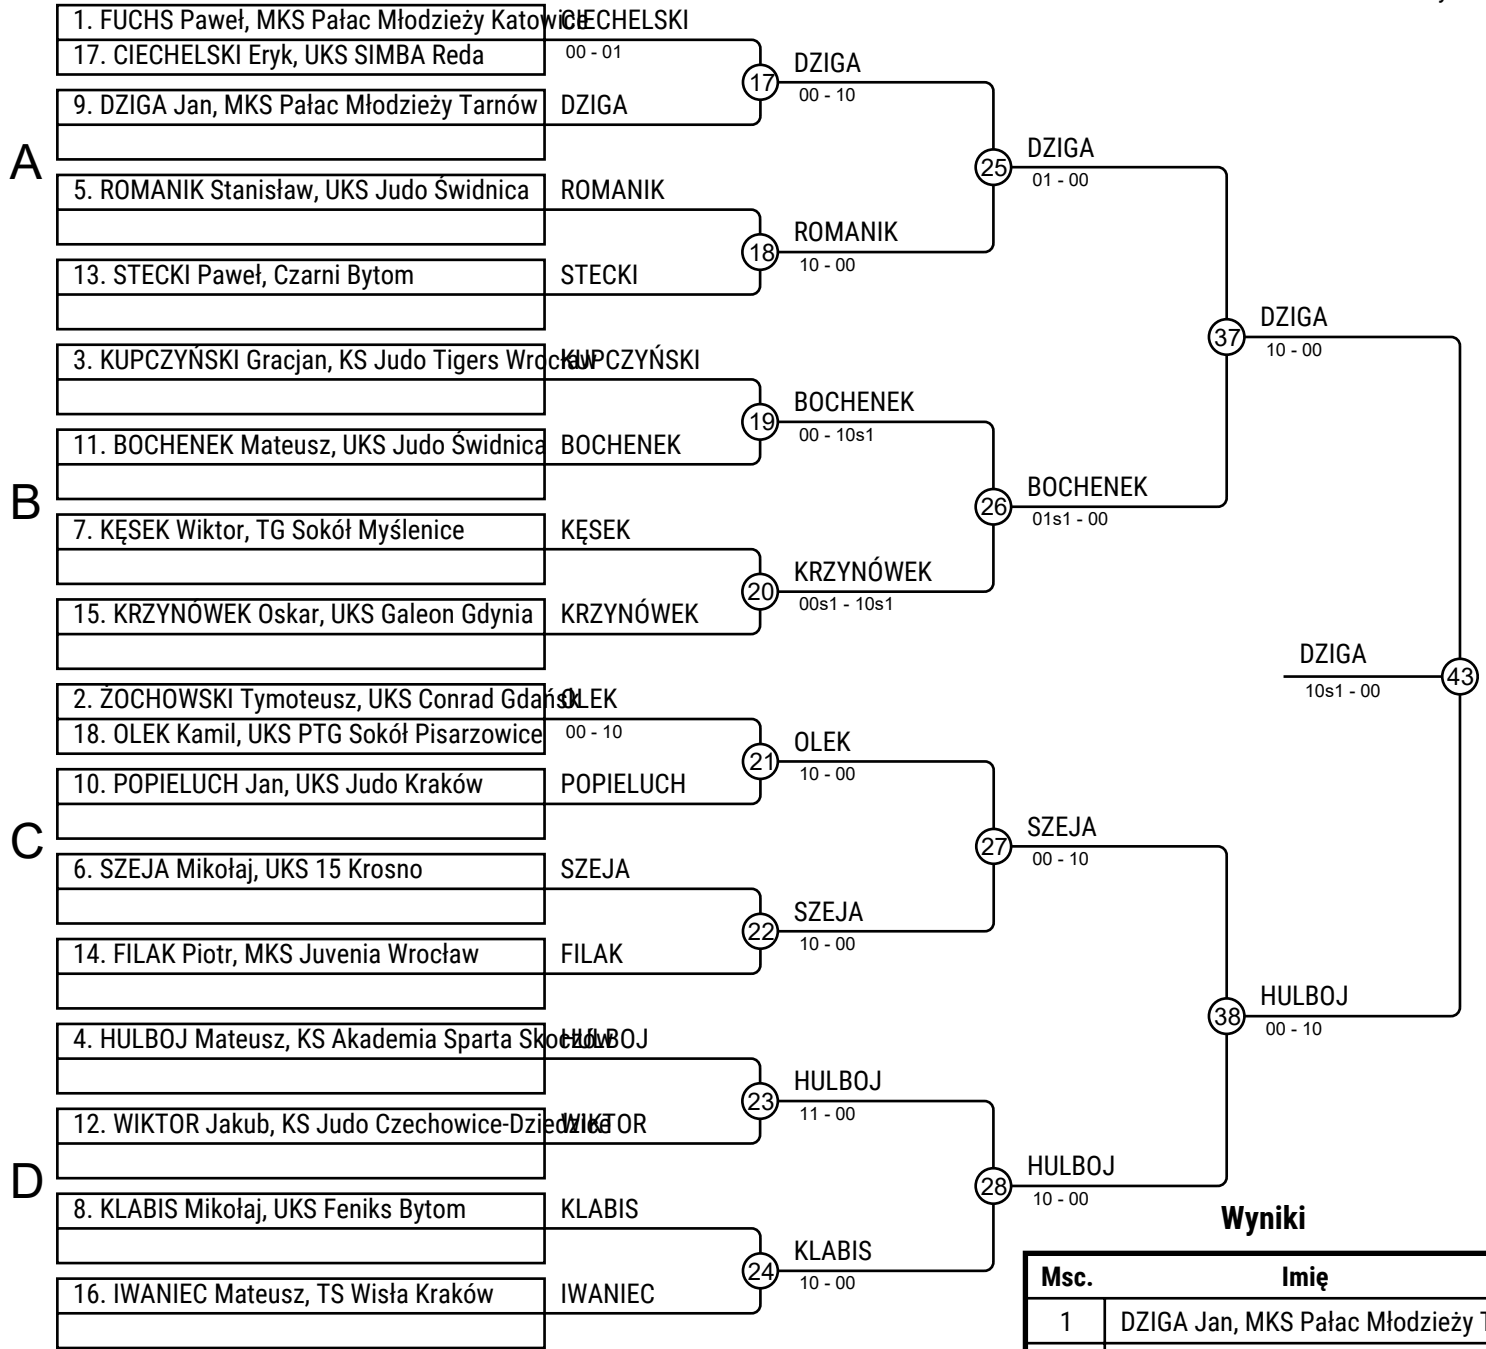 1. FUCHS Paweł, MKS Pałac Młodzieży Katowice
CIECHELSKI
17. CIECHELSKI Eryk, UKS SIMBA Reda
00 - 01
17
DZIGA
00 - 10
9. DZIGA Jan, MKS Pałac Młodzieży Tarnów
DZIGA
A
25
DZIGA
01 - 00
5. ROMANIK Stanisław, UKS Judo Świdnica
ROMANIK
18
ROMANIK
10 - 00
13. STECKI Paweł, Czarni Bytom
STECKI
37
DZIGA
10 - 00
3. KUPCZYŃSKI Gracjan, KS Judo Tigers Wrocław
KUPCZYŃSKI
19
BOCHENEK
00 - 10s1
11. BOCHENEK Mateusz, UKS Judo Świdnica
BOCHENEK
B
26
BOCHENEK
01s1 - 00
7. KĘSEK Wiktor, TG Sokół Myślenice
KĘSEK
20
KRZYNÓWEK
00s1 - 10s1
15. KRZYNÓWEK Oskar, UKS Galeon Gdynia
KRZYNÓWEK
DZIGA
10s1 - 00
43
2. ŻOCHOWSKI Tymoteusz, UKS Conrad Gdańsk
OLEK
18. OLEK Kamil, UKS PTG Sokół Pisarzowice
00 - 10
21
OLEK
10 - 00
10. POPIELUCH Jan, UKS Judo Kraków
POPIELUCH
C
27
SZEJA
00 - 10
6. SZEJA Mikołaj, UKS 15 Krosno
SZEJA
22
SZEJA
10 - 00
14. FILAK Piotr, MKS Juvenia Wrocław
FILAK
38
HULBOJ
00 - 10
4. HULBOJ Mateusz, KS Akademia Sparta Skoczów
HULBOJ
23
HULBOJ
11 - 00
12. WIKTOR Jakub, KS Judo Czechowice-Dziedzice
WIKTOR
D
28
HULBOJ
10 - 00
8. KLABIS Mikołaj, UKS Feniks Bytom
KLABIS
24
KLABIS
10 - 00
16. IWANIEC Mateusz, TS Wisła Kraków
IWANIEC
Wyniki
Msc. Imię
1 DZIGA Jan, MKS Pałac Młodzieży